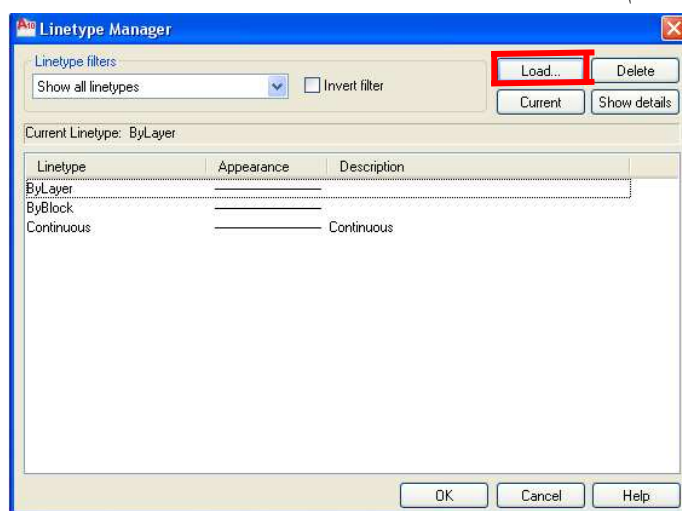 Linetype Manager
Linetype filters
Show all linetypes
Invert filter
Load...
Delete
Current
Show details
Current Linetype: ByLayer
Linetype Appearance Description
ByLayer
ByBlock
Continuous Continuous
OK Cancel Help